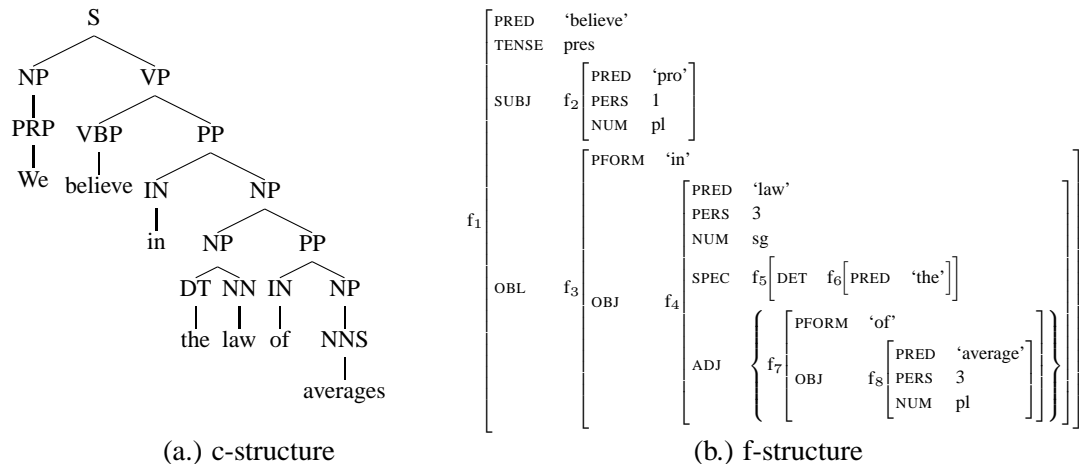 S
NP VP
PRP VBP PP
We believe IN NP
in NP PP
DT NN IN NP
the law of NNS
averages
(a.) c-structure
f1
PRED ‘believe’
TENSE pres
SUBJ f2
PRED ‘pro’
PERS 1
NUM pl
OBL f3
PFORM ‘in’
OBJ f4
PRED ‘law’
PERS 3
NUM sg
SPEC f5 [DET f6 [PRED ‘the’]]
ADJ { f7
PFORM ‘of’
OBJ f8
PRED ‘average’
PERS 3
NUM pl
}
(b.) f-structure